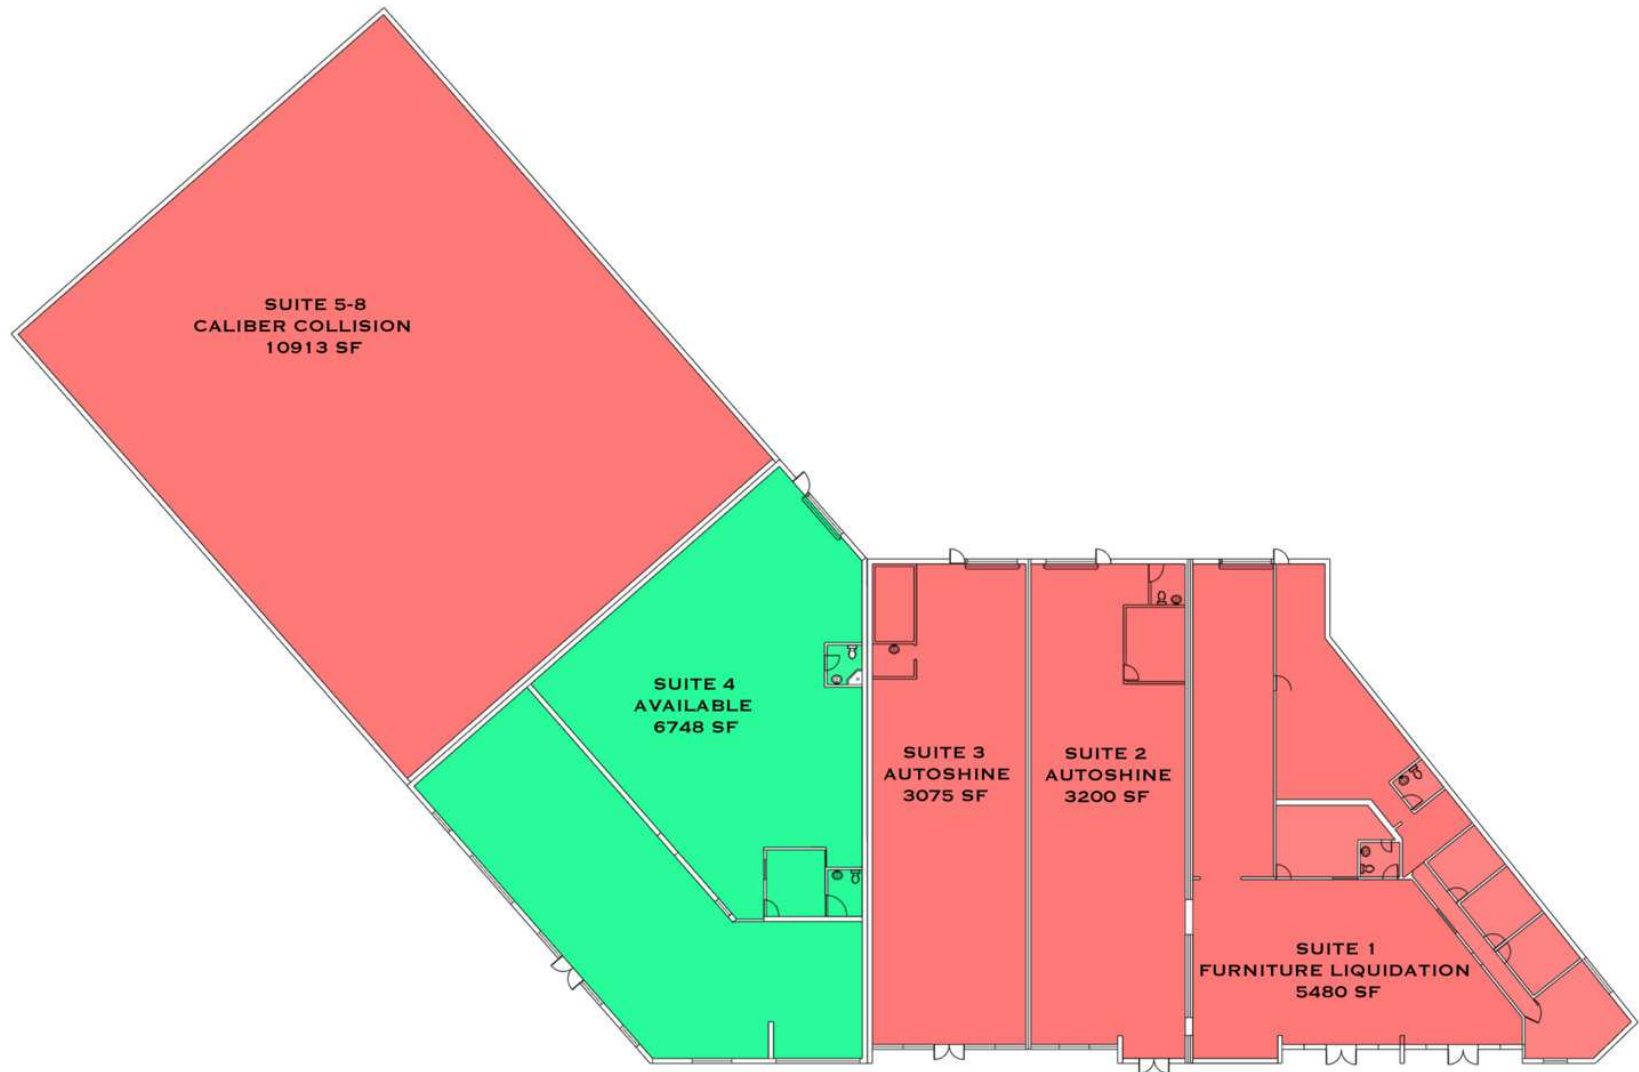 SUITE 5-8
CALIBER COLLISION
10913 SF
SUITE 4
AVAILABLE
6748 SF
SUITE 3
AUTOSHINE
3075 SF
SUITE 2
AUTOSHINE
3200 SF
SUITE 1
FURNITURE LIQUIDATION
5480 SF